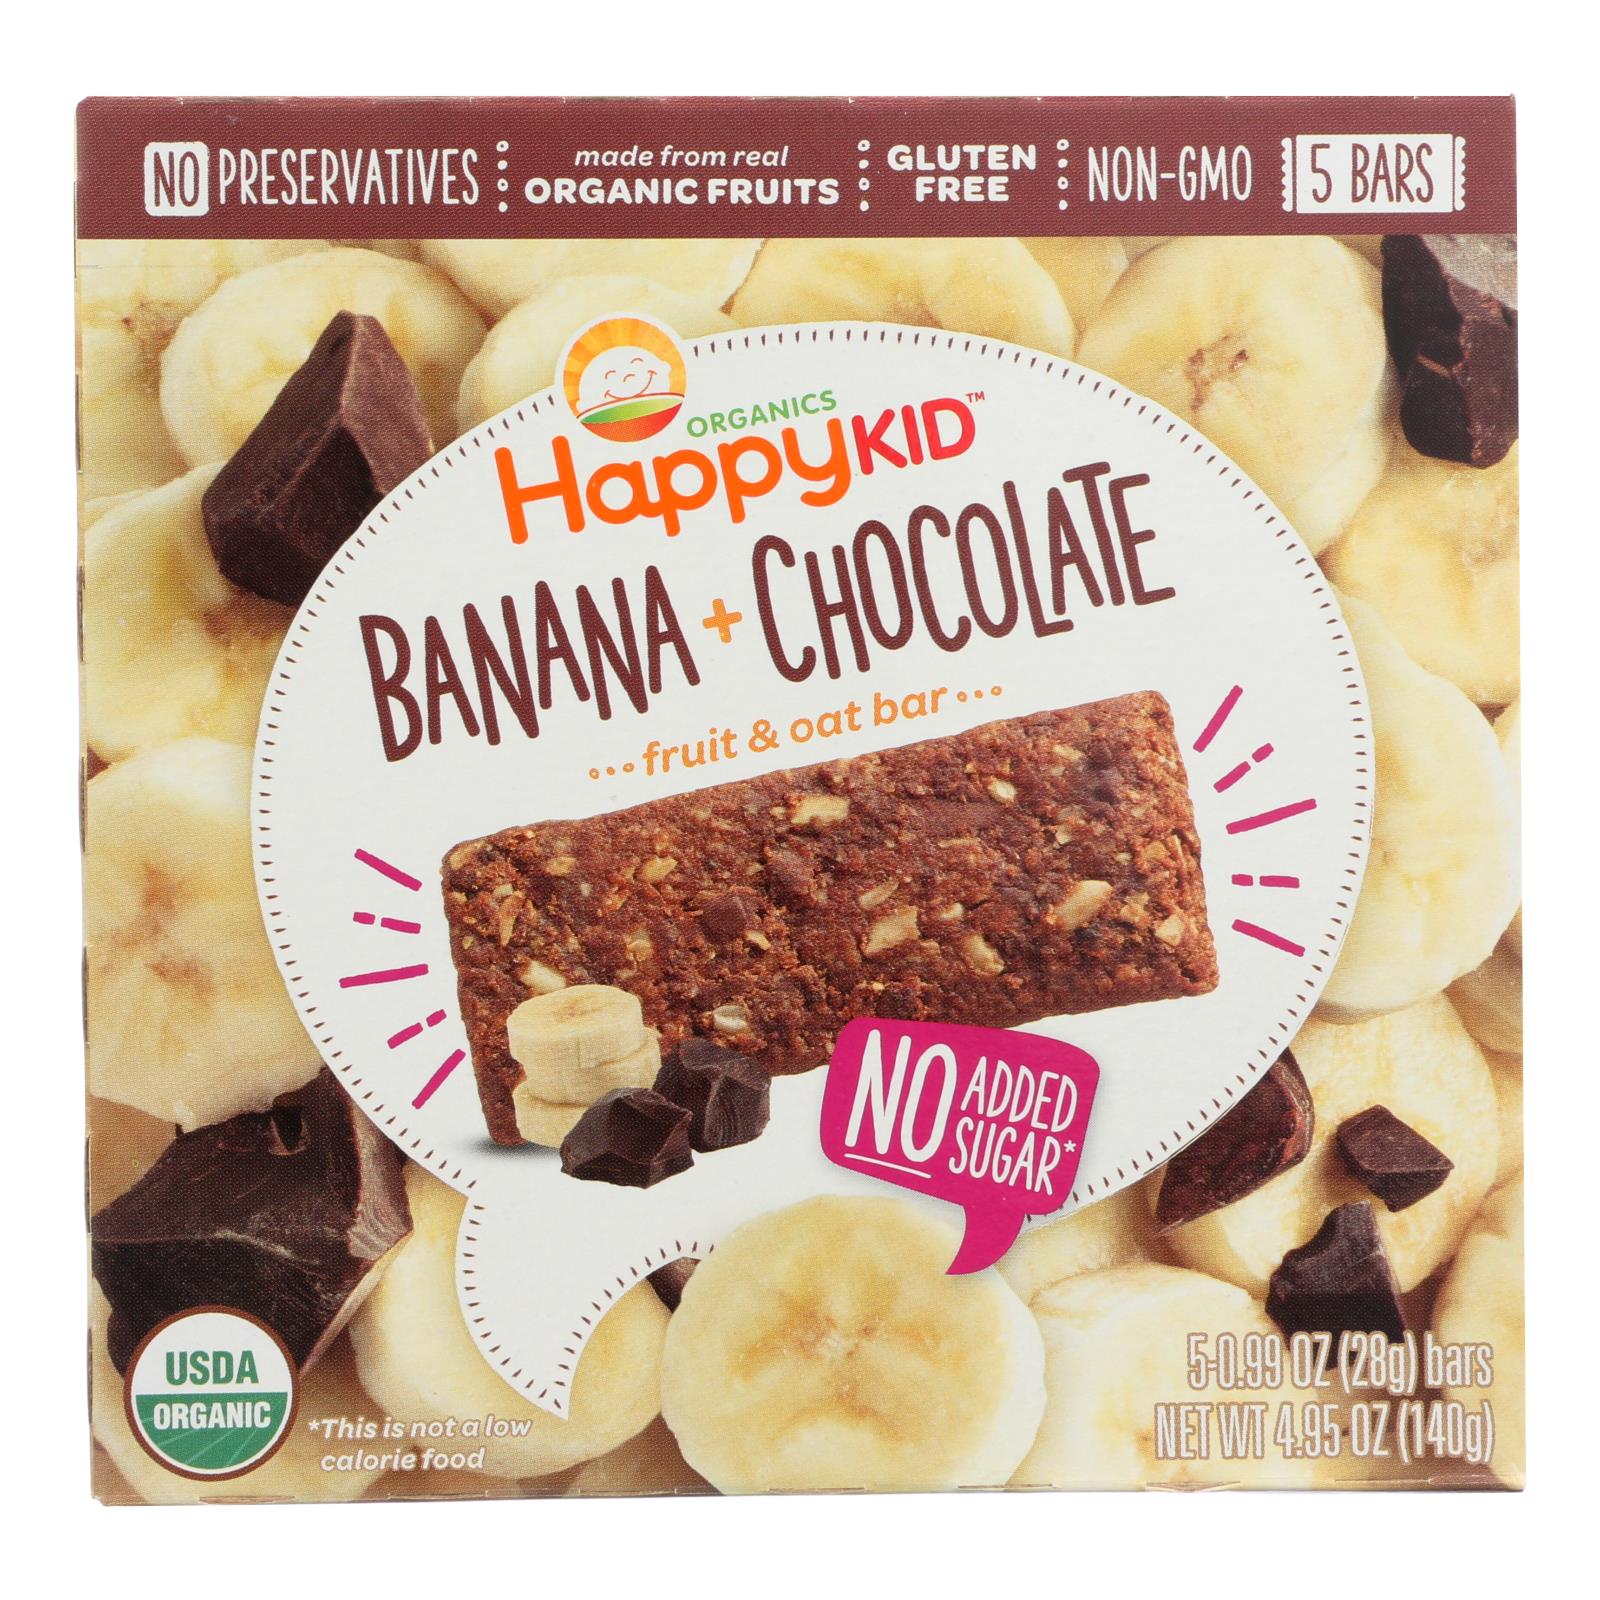 NO PRESERVATIVES
made from real
ORGANIC FRUITS
GLUTEN
FREE
NON-GMO
5 BARS
ORGANICS
HappyKID™
BANANA + CHOCOLATE
...fruit & oat bar...
NO ADDED
SUGAR*
USDA
ORGANIC
*This is not a low
calorie food
5-0.99 OZ (28g) bars
NET WT 4.95 OZ (140g)